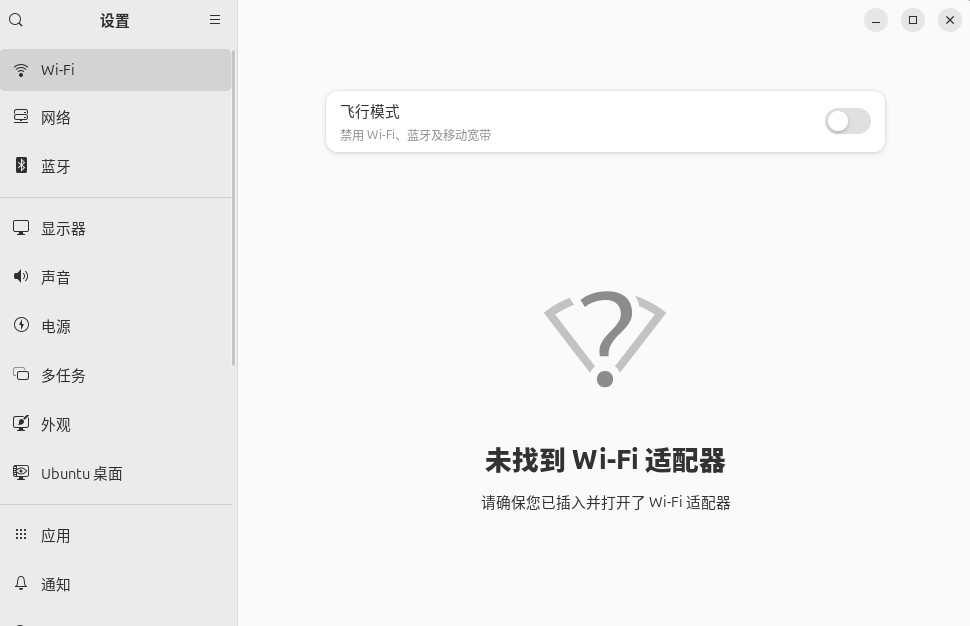 设置
Wi-Fi
网络
蓝牙
显示器
声音
电源
多任务
外观
Ubuntu 桌面
应用
通知
飞行模式
禁用 Wi-Fi、蓝牙及移动宽带
未找到 Wi-Fi 适配器
请确保您已插入并打开了 Wi-Fi 适配器